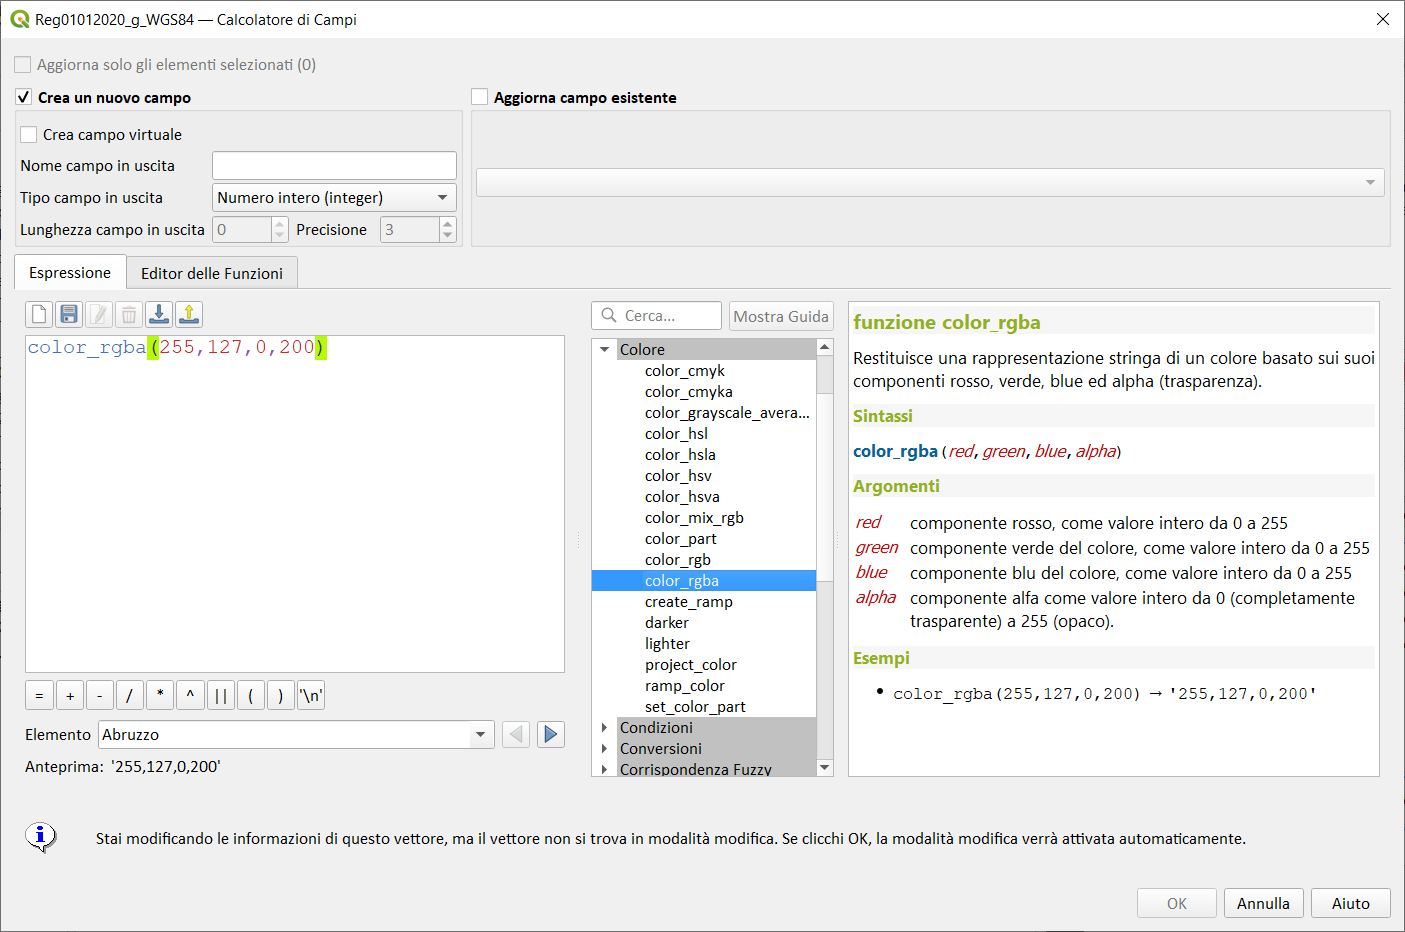 Reg01012020_g_WGS84 — Calcolatore di Campi
Aggiorna solo gli elementi selezionati (0)
Crea un nuovo campo
Aggiorna campo esistente
Crea campo virtuale
Nome campo in uscita
Tipo campo in uscita Numero intero (integer)
Lunghezza campo in uscita 0 Precisione 3
Espressione Editor delle Funzioni
color_rgba(255,127,0,200)
= + - / * ^ || ( ) '\n'
Elemento Abruzzo
Anteprima: '255,127,0,200'
Cerca... Mostra Guida
Colore
color_cmyk
color_cmyka
color_grayscale_avera...
color_hsl
color_hsla
color_hsv
color_hsva
color_mix_rgb
color_part
color_rgb
color_rgba
create_ramp
darker
lighter
project_color
ramp_color
set_color_part
Condizioni
Conversioni
Corrispondenza Fuzzy
funzione color_rgba
Restituisce una rappresentazione stringa di un colore basato sui suoi
componenti rosso, verde, blue ed alpha (trasparenza).
Sintassi
color_rgba(red, green, blue, alpha)
Argomenti
red componente rosso, come valore intero da 0 a 255
green componente verde del colore, come valore intero da 0 a 255
blue componente blu del colore, come valore intero da 0 a 255
alpha componente alfa come valore intero da 0 (completamente
trasparente) a 255 (opaco).
Esempi
• color_rgba(255,127,0,200) → '255,127,0,200'
Stai modificando le informazioni di questo vettore, ma il vettore non si trova in modalità modifica. Se clicchi OK, la modalità modifica verrà attivata automaticamente.
OK Annulla Aiuto